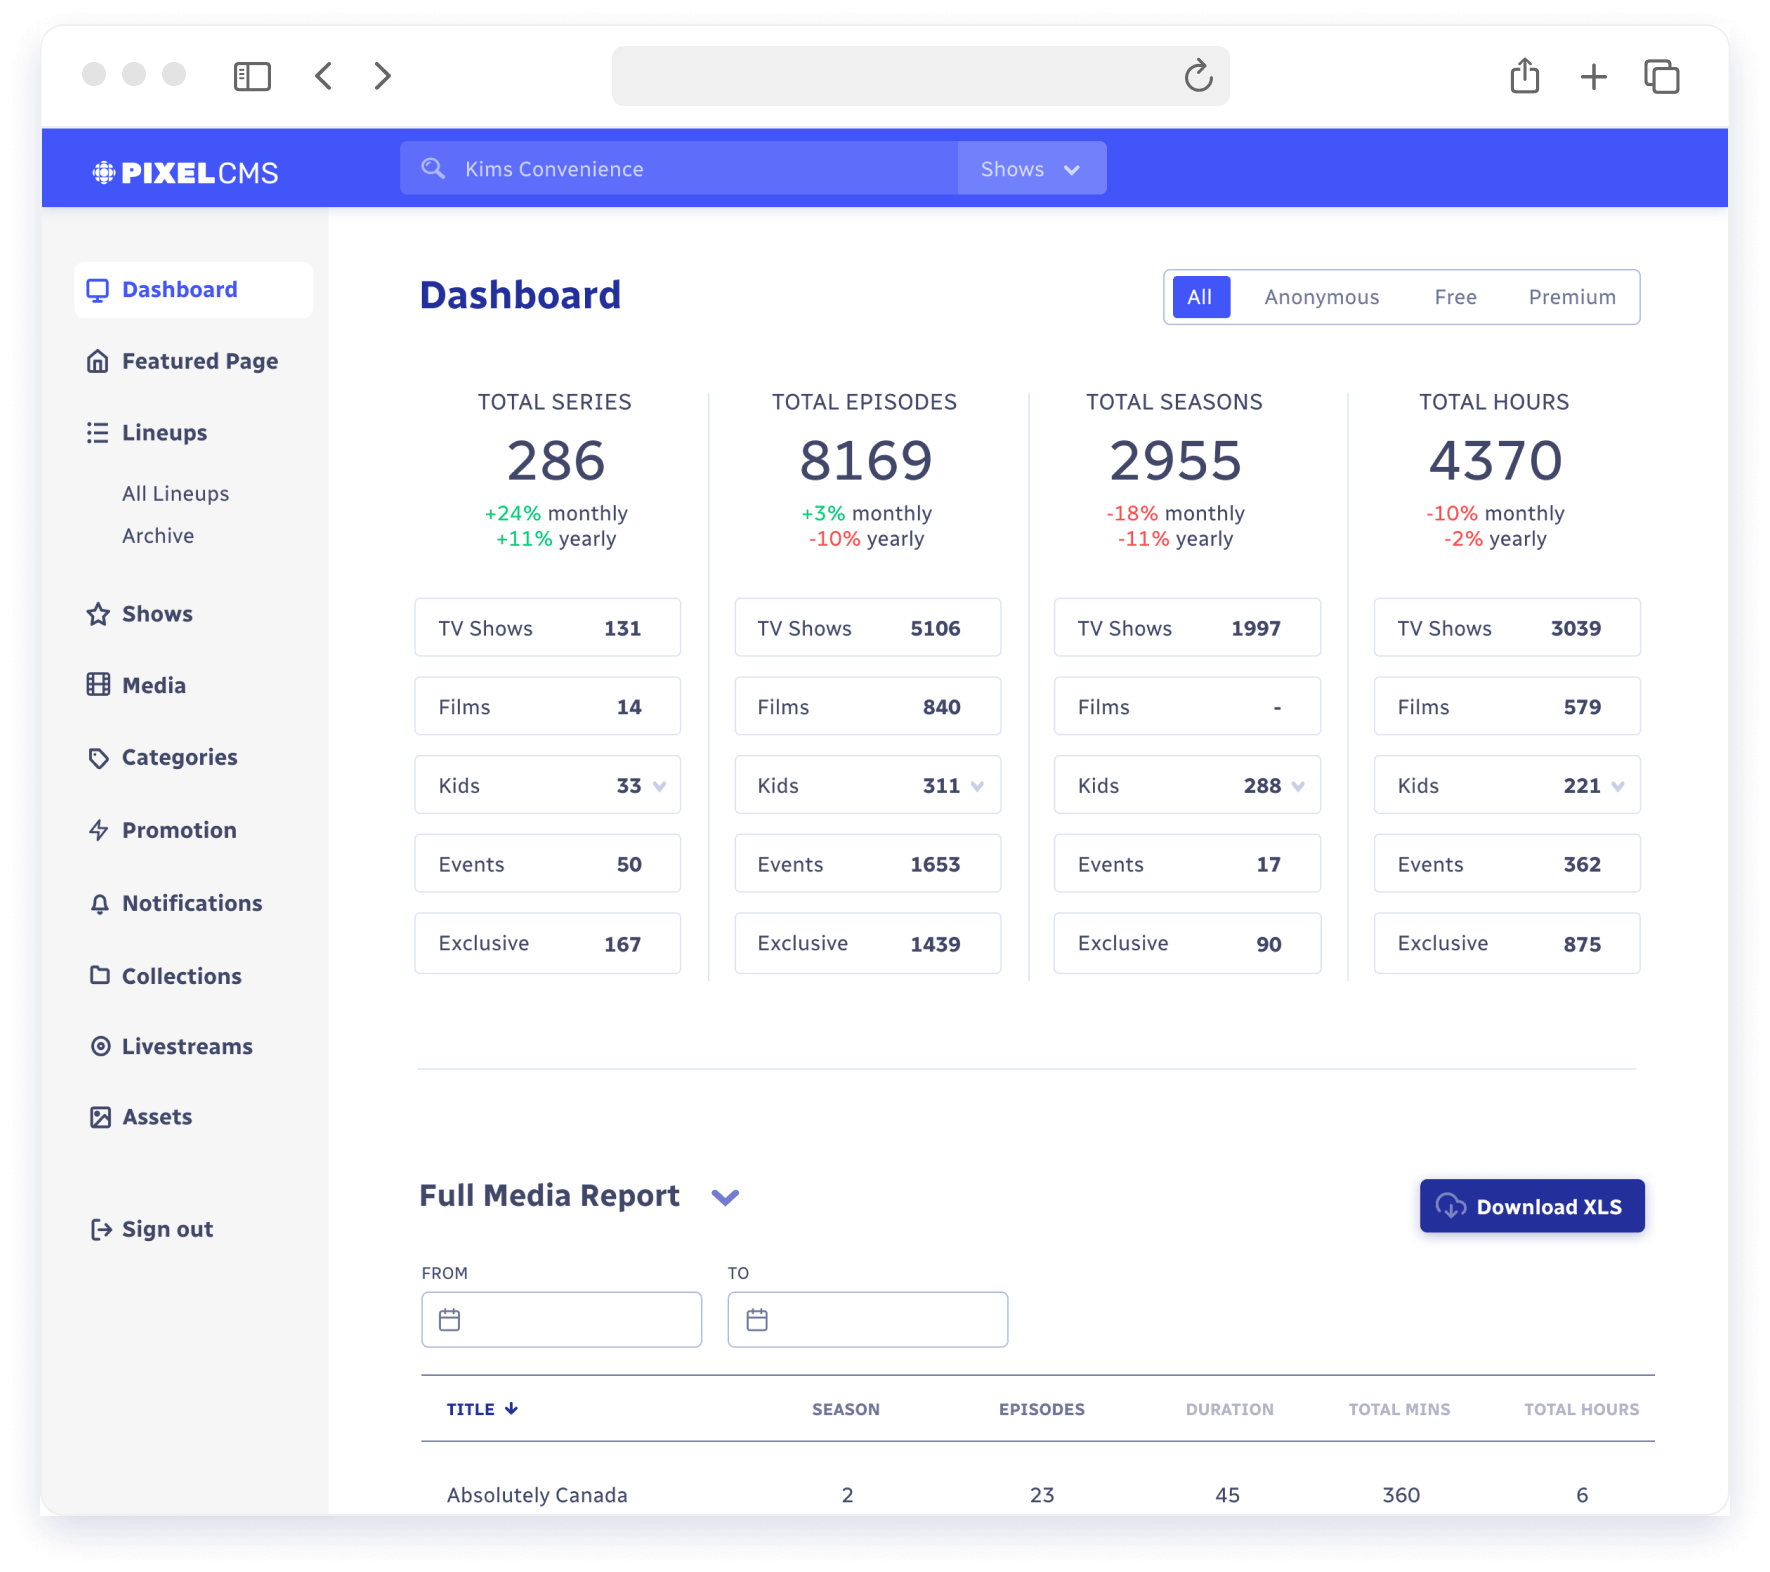 PIXELCMS
Kims Convenience
Shows
Dashboard
Featured Page
Lineups
All Lineups
Archive
Shows
Media
Categories
Promotion
Notifications
Collections
Livestreams
Assets
Sign out
Dashboard
All Anonymous Free Premium
TOTAL SERIES
286
+24% monthly
+11% yearly
TV Shows 131
Films 14
Kids 33
Events 50
Exclusive 167
TOTAL EPISODES
8169
+3% monthly
-10% yearly
TV Shows 5106
Films 840
Kids 311
Events 1653
Exclusive 1439
TOTAL SEASONS
2955
-18% monthly
-11% yearly
TV Shows 1997
Films -
Kids 288
Events 17
Exclusive 90
TOTAL HOURS
4370
-10% monthly
-2% yearly
TV Shows 3039
Films 579
Kids 221
Events 362
Exclusive 875
Full Media Report
Download XLS
FROM
TO
TITLE SEASON EPISODES DURATION TOTAL MINS TOTAL HOURS
Absolutely Canada 2 23 45 360 6